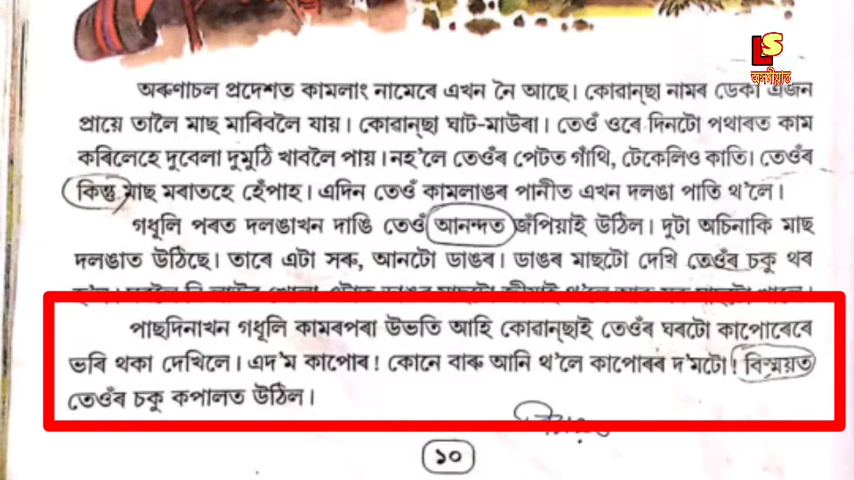 LS
অসমীয়াত
অৰুণাচল প্ৰদেশত কামলাং নামেৰে এখন নৈ আছে। কোৱান্‌ছা নামৰ ডেকা এজন
প্ৰায়ে তালৈ মাছ মাৰিবলৈ যায়। কোৱান্‌ছা ঘাট-মাউৰা। তেওঁ ওৰে দিনটো পথাৰত কাম
কৰিলেহে দুবেলা দুমুঠি খাবলৈ পায়। নহ'লে তেওঁৰ পেটত গাঁথি, টেকেলিও কাতি। তেওঁৰ
কিন্তু মাছ মৰাতহে হেঁপাহ। এদিন তেওঁ কামলাঙৰ পানীত এখন দলঙা পাতি থ'লে।
গধূলি পৰত দলঙাখন দাঙি তেওঁ আনন্দত জঁপিয়াই উঠিল। দুটা অচিনাকি মাছ
দলঙাত উঠিছে। তাৰে এটা সৰু, আনটো ডাঙৰ। ডাঙৰ মাছটো দেখি তেওঁৰ চকু থৰ
পাছদিনাখন গধূলি কামৰপৰা উভতি আহি কোৱান্‌ছাই তেওঁৰ ঘৰটো কাপোৰেৰে
ভৰি থকা দেখিলে। এদ'ম কাপোৰ! কোনে বাৰু আনি থ'লে কাপোৰৰ দ'মটো! বিস্ময়ত
তেওঁৰ চকু কপালত উঠিল।
১০